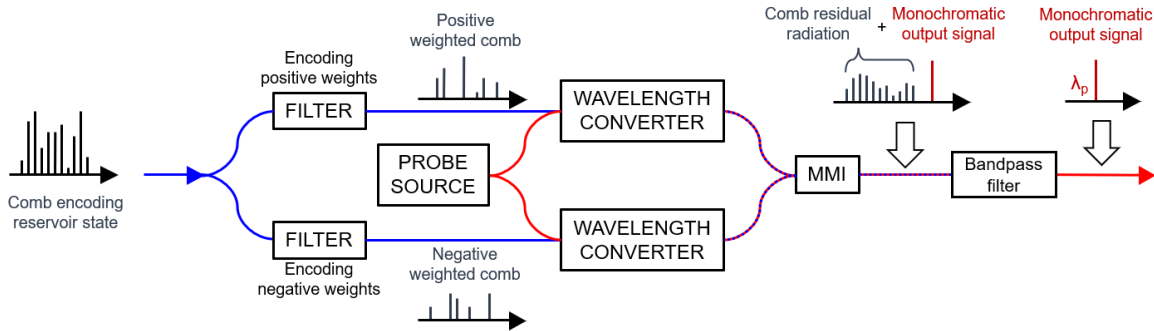 Comb encoding
reservoir state
Encoding
positive weights
FILTER
Positive
weighted comb
PROBE
SOURCE
FILTER
Encoding
negative weights
Negative
weighted comb
WAVELENGTH
CONVERTER
WAVELENGTH
CONVERTER
MMI
Comb residual
radiation
+
Monochromatic
output signal
Bandpass
filter
Monochromatic
output signal
λp